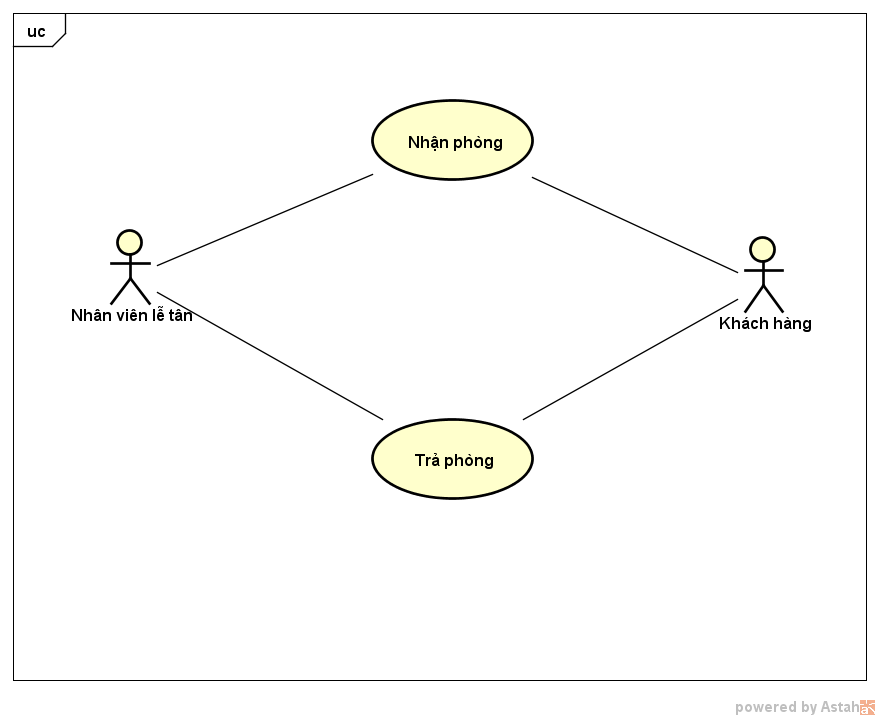 uc
Nhận phòng
Nhân viên lễ tân
Khách hàng
Trả phòng
powered by Astah